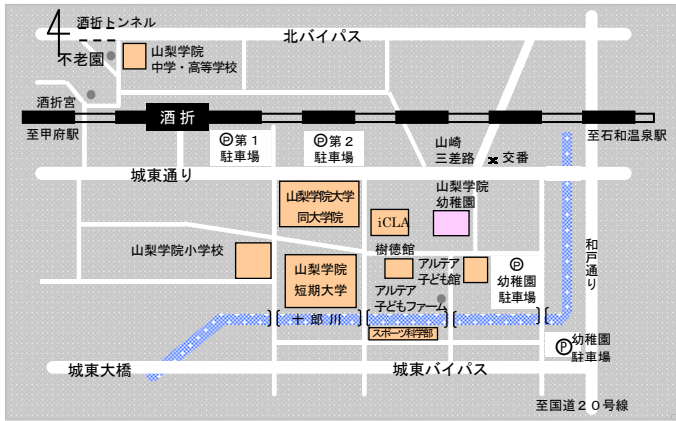 酒折トンネル
北バイパス
不老園
山梨学院
中学・高等学校
酒折宮
酒折
至甲府駅
Ⓟ第１
駐車場
Ⓟ第２
駐車場
山崎
三差路
交番
至石和温泉駅
城東通り
山梨学院大学
同大学院
iCLA
山梨学院
幼稚園
山梨学院小学校
樹徳館
和戸通り
山梨学院
短期大学
アルテア
子ども館
Ⓟ
幼稚園
駐車場
アルテア
子どもファーム
十郎川
スポーツ科学部
Ⓟ幼稚園
駐車場
城東大橋
城東バイパス
至国道２０号線